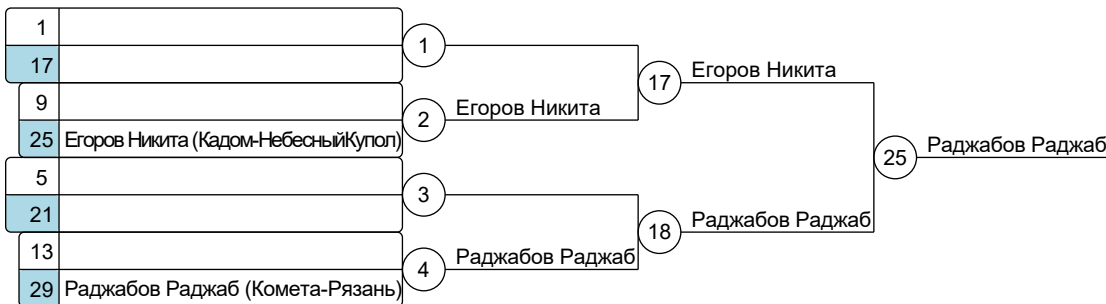 1
1
17
17 Егоров Никита
9
2 Егоров Никита
25 Егоров Никита (Кадом-НебесныйКупол)
25 Раджабов Раджаб
5
3
21
18 Раджабов Раджаб
13
4 Раджабов Раджаб
29 Раджабов Раджаб (Комета-Рязань)